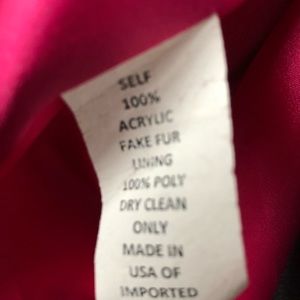 SELF
100%
ACRYLIC
FAKE FUR
LINING
100% POLY
DRY CLEAN
ONLY
MADE IN
USA OF
IMPORTED